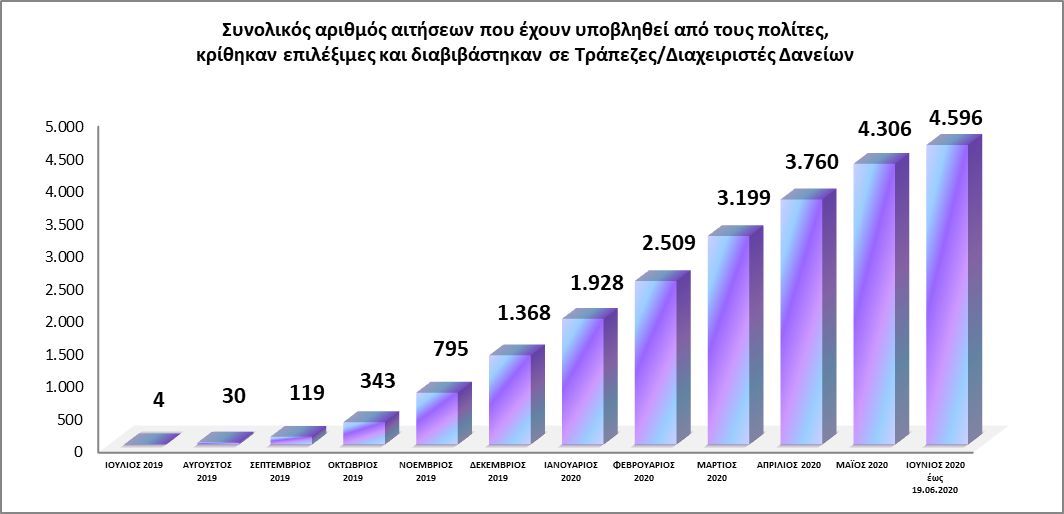 Συνολικός αριθμός αιτήσεων που έχουν υποβληθεί από τους πολίτες,
κρίθηκαν επιλέξιμες και διαβιβάστηκαν σε Τράπεζες/Διαχειριστές Δανείων
5.000
4.500
4.000
3.500
3.000
2.500
2.000
1.500
1.000
500
0
4
30
119
343
795
1.368
1.928
2.509
3.199
3.760
4.306
4.596
ΙΟΥΛΙΟΣ 2019
ΑΥΓΟΥΣΤΟΣ
2019
ΣΕΠΤΕΜΒΡΙΟΣ
2019
ΟΚΤΩΒΡΙΟΣ
2019
ΝΟΕΜΒΡΙΟΣ
2019
ΔΕΚΕΜΒΡΙΟΣ
2019
ΙΑΝΟΥΑΡΙΟΣ
2020
ΦΕΒΡΟΥΑΡΙΟΣ
2020
ΜΑΡΤΙΟΣ
2020
ΑΠΡΙΛΙΟΣ 2020
ΜΑΪΟΣ 2020
ΙΟΥΝΙΟΣ 2020
έως
19.06.2020